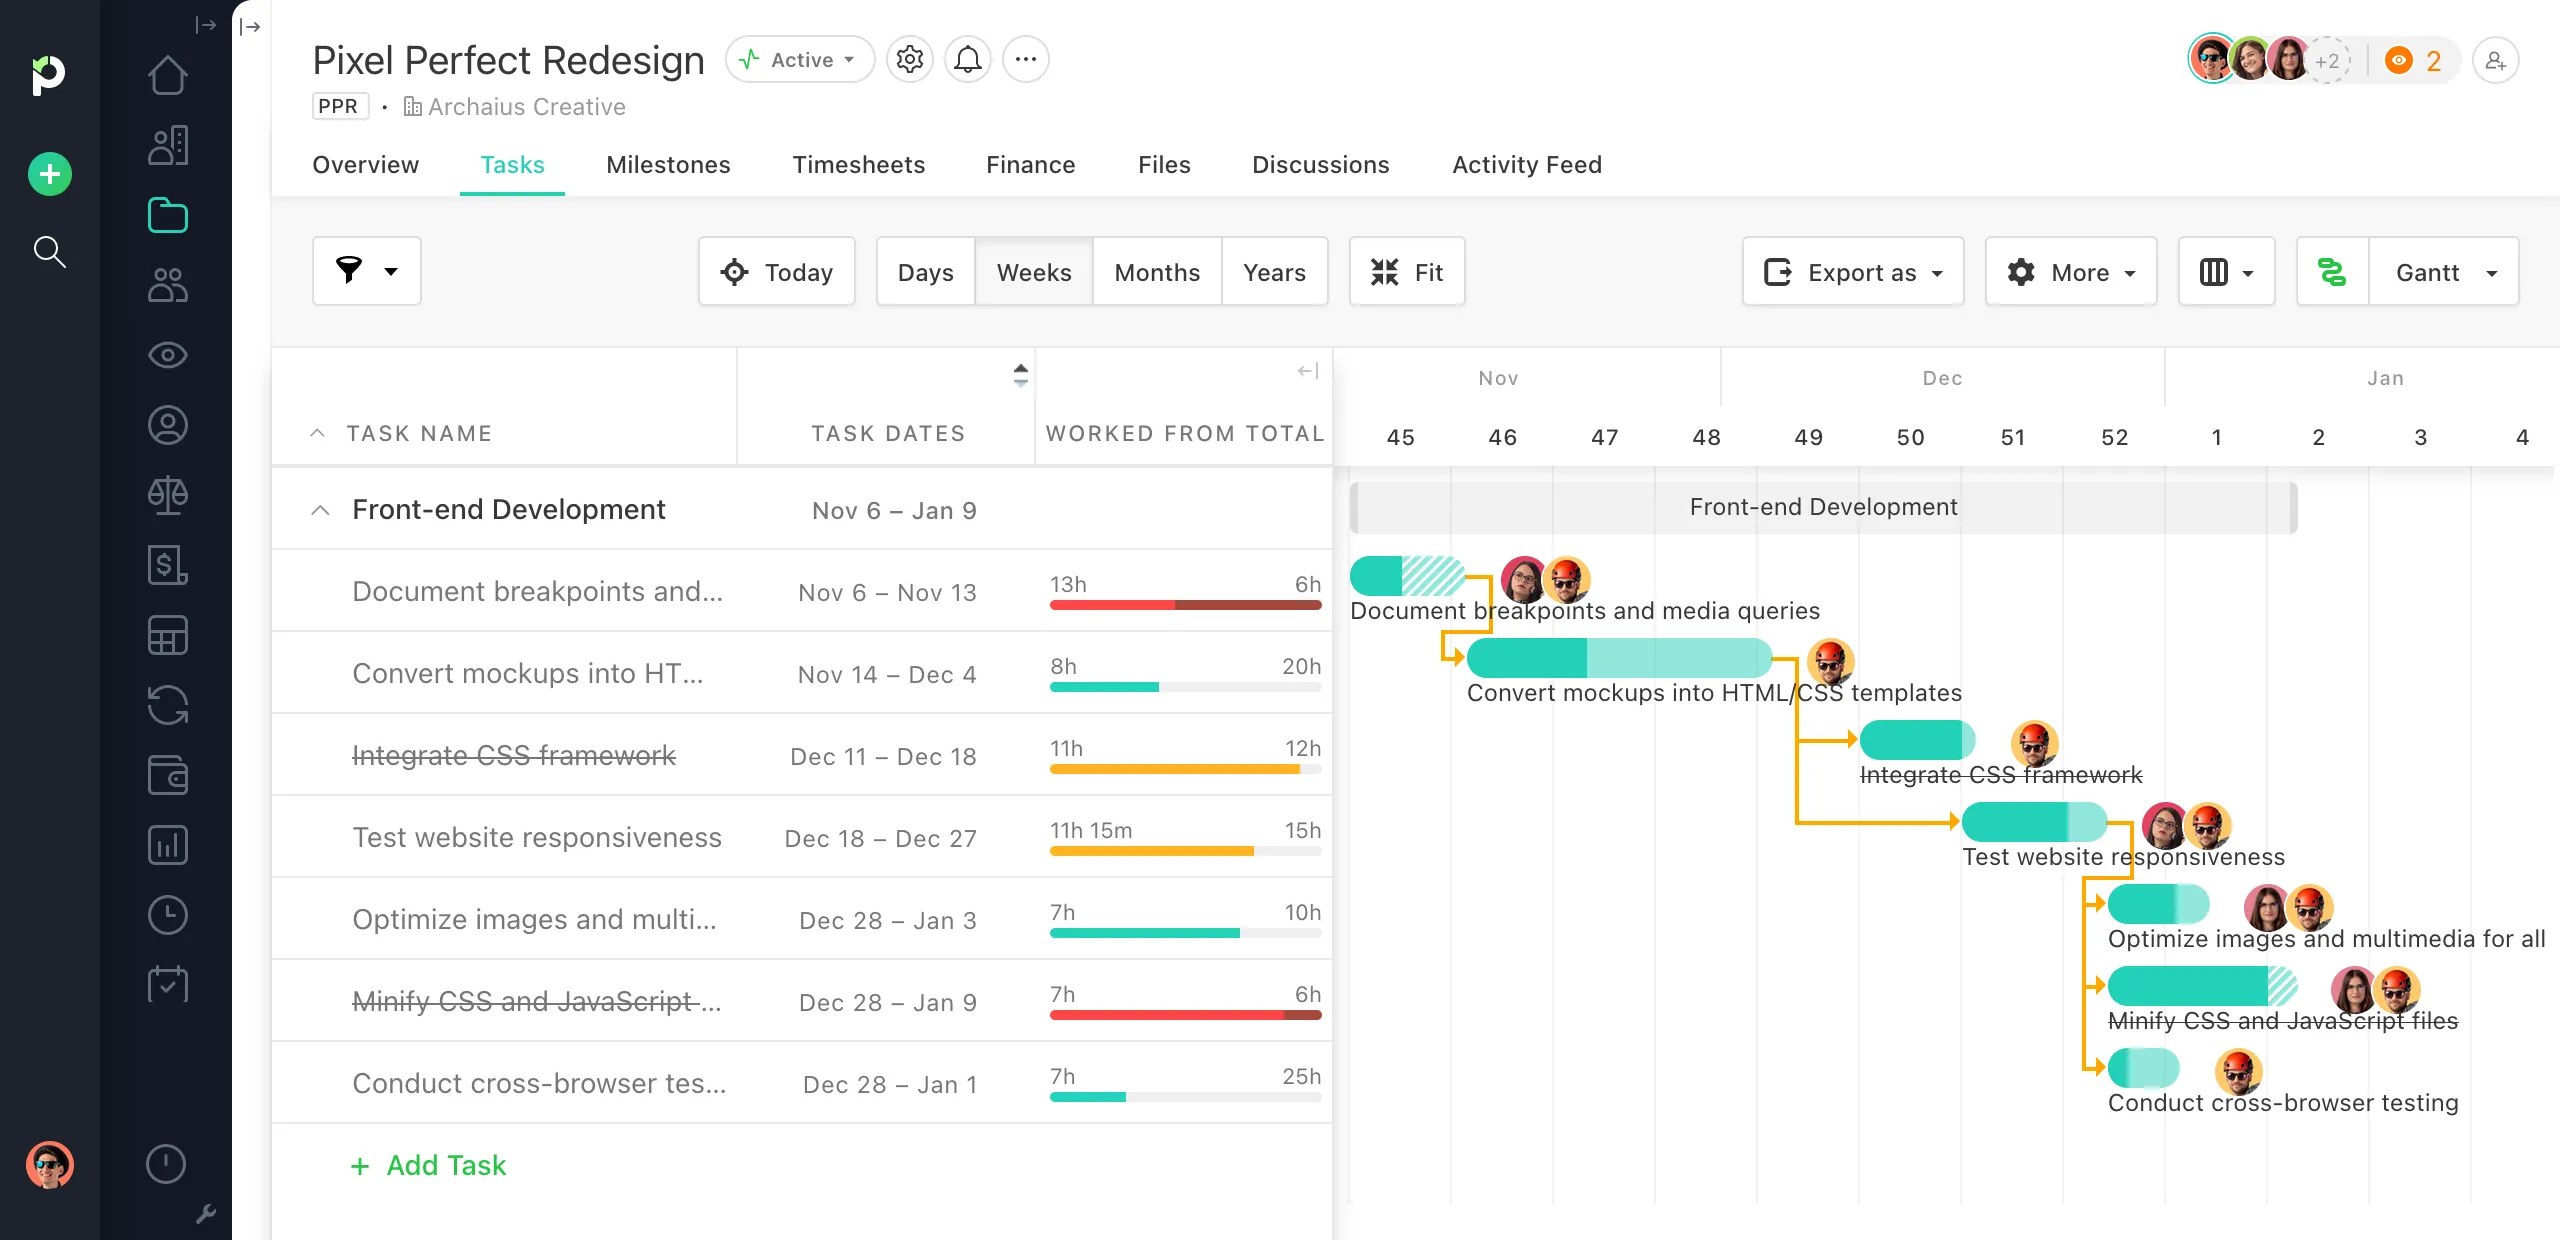 Pixel Perfect Redesign
Active
+2
2
PPR • Archaius Creative
Overview Tasks Milestones Timesheets Finance Files Discussions Activity Feed
Today Days Weeks Months Years Fit Export as More Gantt
Nov Dec Jan
TASK NAME TASK DATES WORKED FROM TOTAL
45 46 47 48 49 50 51 52 1 2 3 4
Front-end Development Nov 6 – Jan 9
Front-end Development
Document breakpoints and... Nov 6 – Nov 13 13h 6h
Document breakpoints and media queries
Convert mockups into HT... Nov 14 – Dec 4 8h 20h
Convert mockups into HTML/CSS templates
Integrate CSS framework Dec 11 – Dec 18 11h 12h
Integrate CSS framework
Test website responsiveness Dec 18 – Dec 27 11h 15m 15h
Test website responsiveness
Optimize images and multi... Dec 28 – Jan 3 7h 10h
Optimize images and multimedia for all
Minify CSS and JavaScript ... Dec 28 – Jan 9 7h 6h
Minify CSS and JavaScript files
Conduct cross-browser tes... Dec 28 – Jan 1 7h 25h
Conduct cross-browser testing
+ Add Task